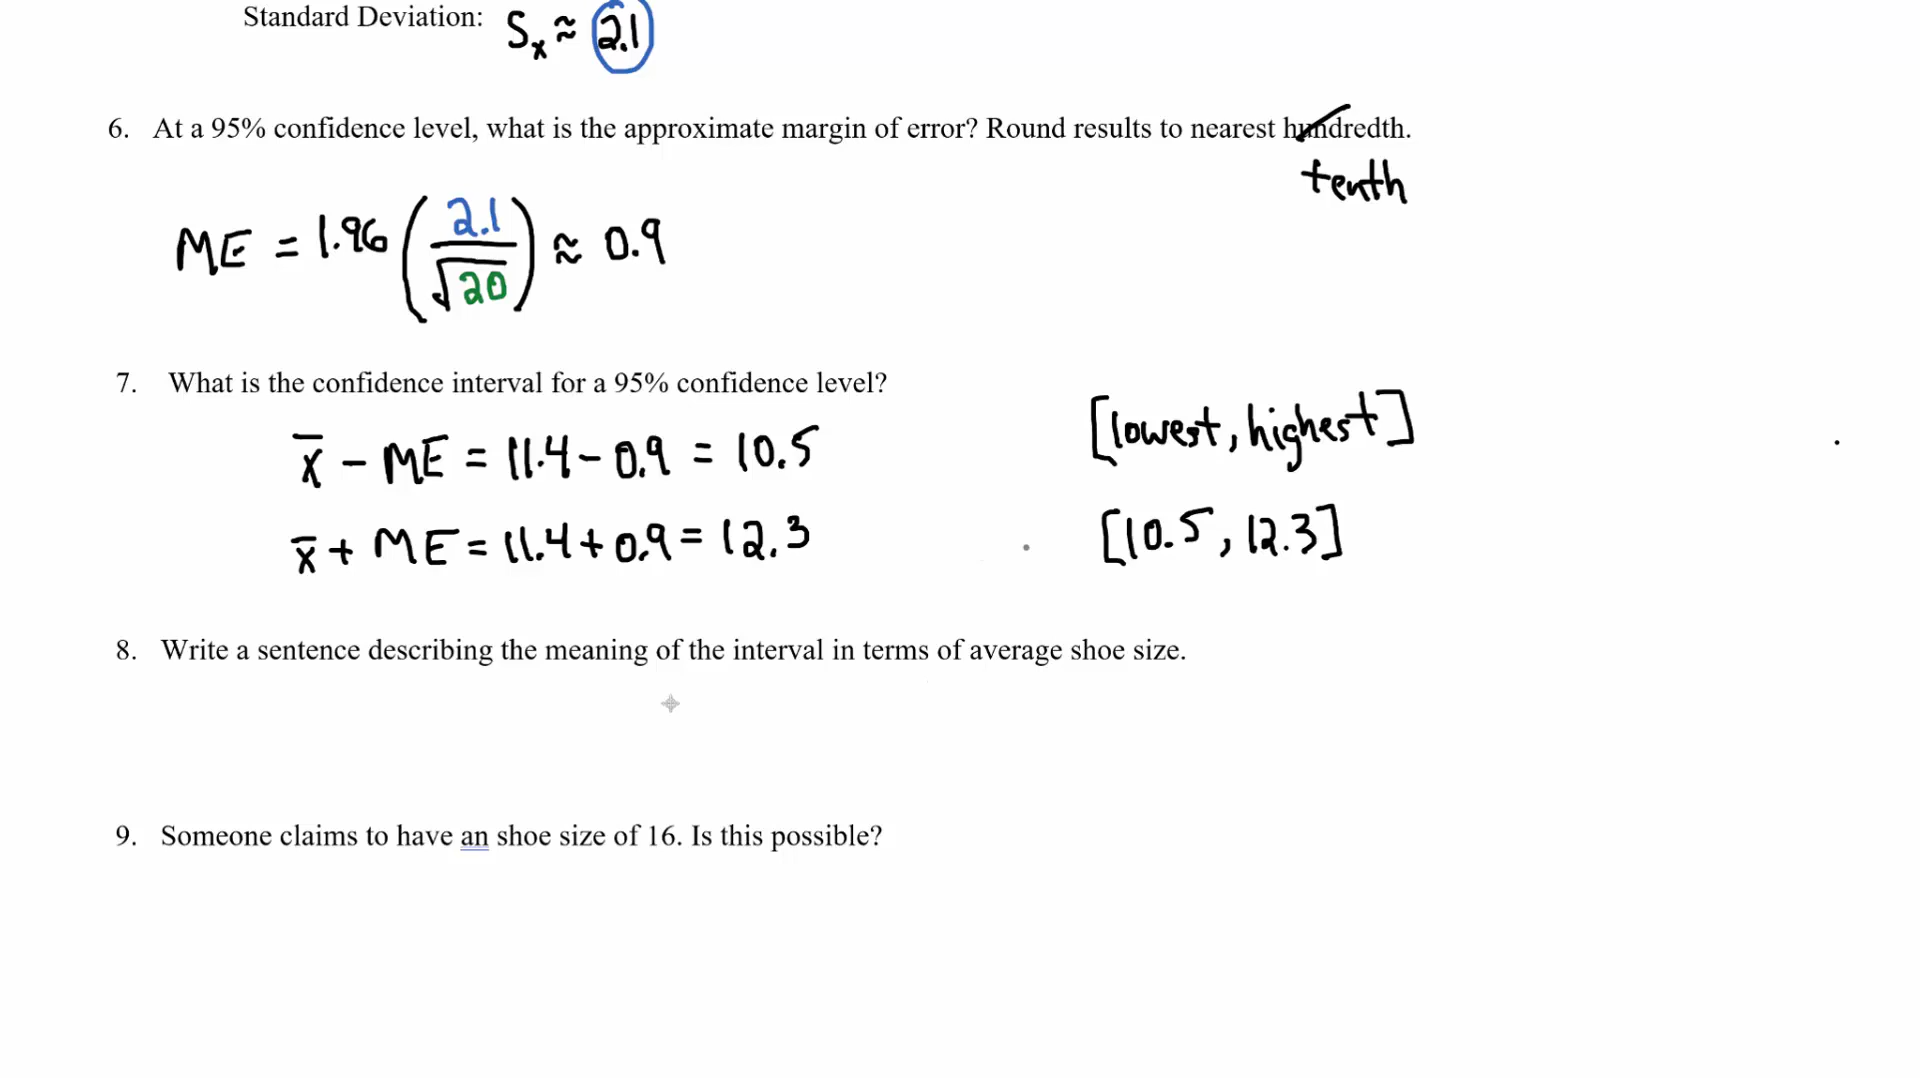 Standard Deviation: Sx ≈ 2.1
6. At a 95% confidence level, what is the approximate margin of error? Round results to nearest hundredth.
tenth
ME = 1.96 (2.1/√20) ≈ 0.9
7. What is the confidence interval for a 95% confidence level?
[lowest, highest]
x̄ - ME = 11.4 - 0.9 = 10.5
x̄ + ME = 11.4 + 0.9 = 12.3
[10.5, 12.3]
8. Write a sentence describing the meaning of the interval in terms of average shoe size.
9. Someone claims to have an shoe size of 16. Is this possible?